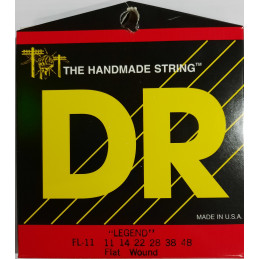 THE HANDMADE STRING™
DR
MADE IN U.S.A.
"LEGEND"
FL-11 11 14 22 28 38 48
Flat Wound